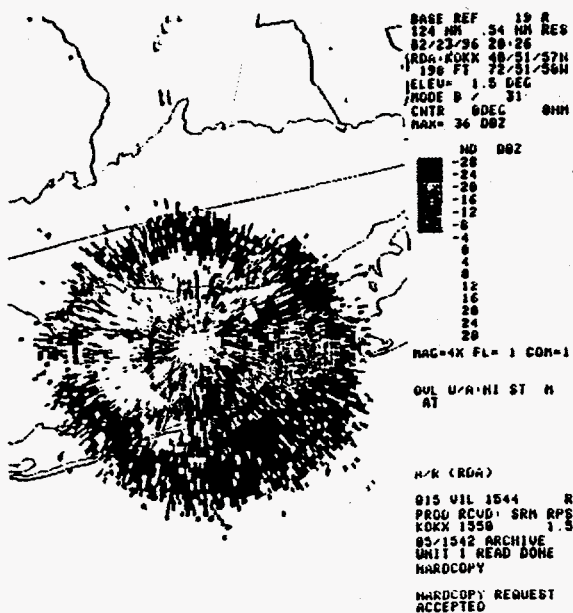 BASE REF 19 R
124 NM .54 NM RES
02/23/96 20:26
RDA:KOKX 40/51/57N
198 FT 72/51/50W
ELEV= 1.5 DEG
MODE B / 31
CNTR 0DEG 0NM
MAX= 36 DBZ
ND DBZ
-28
-24
-20
-16
-12
-8
-4
0
4
8
12
16
20
24
28
MAG=4X FL= 1 COM=1
OVL U/A:HI ST M
AT
A/R (RDA)
015 VIL 1544 R
PROD RCVD: SRM RPS
KOKX 1550 1.5
05/1542 ARCHIVE
UNIT 1 READ DONE
HARDCOPY
HARDCOPY REQUEST
ACCEPTED